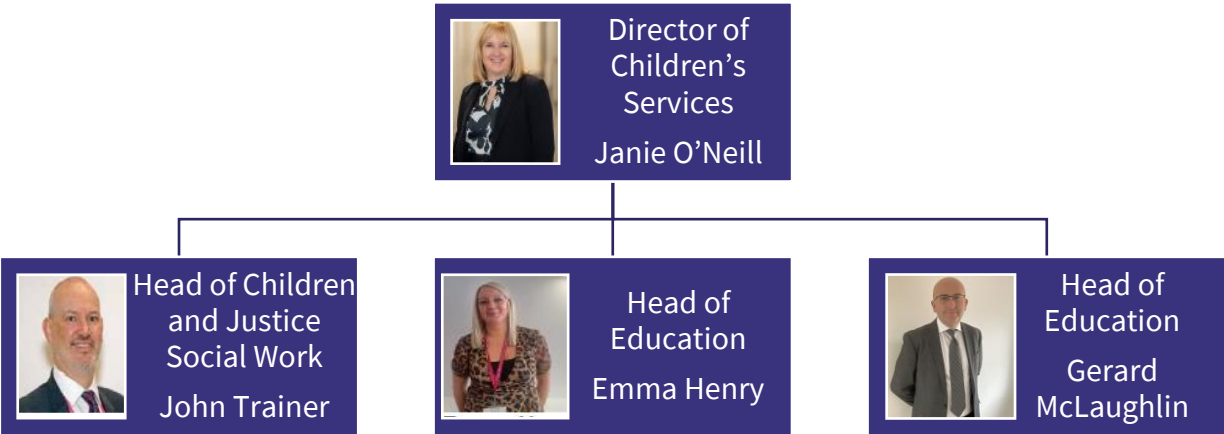 Director of
Children’s
Services
Janie O’Neill
Head of Children
and Justice
Social Work
John Trainer
Head of
Education
Emma Henry
Head of
Education
Gerard
McLaughlin